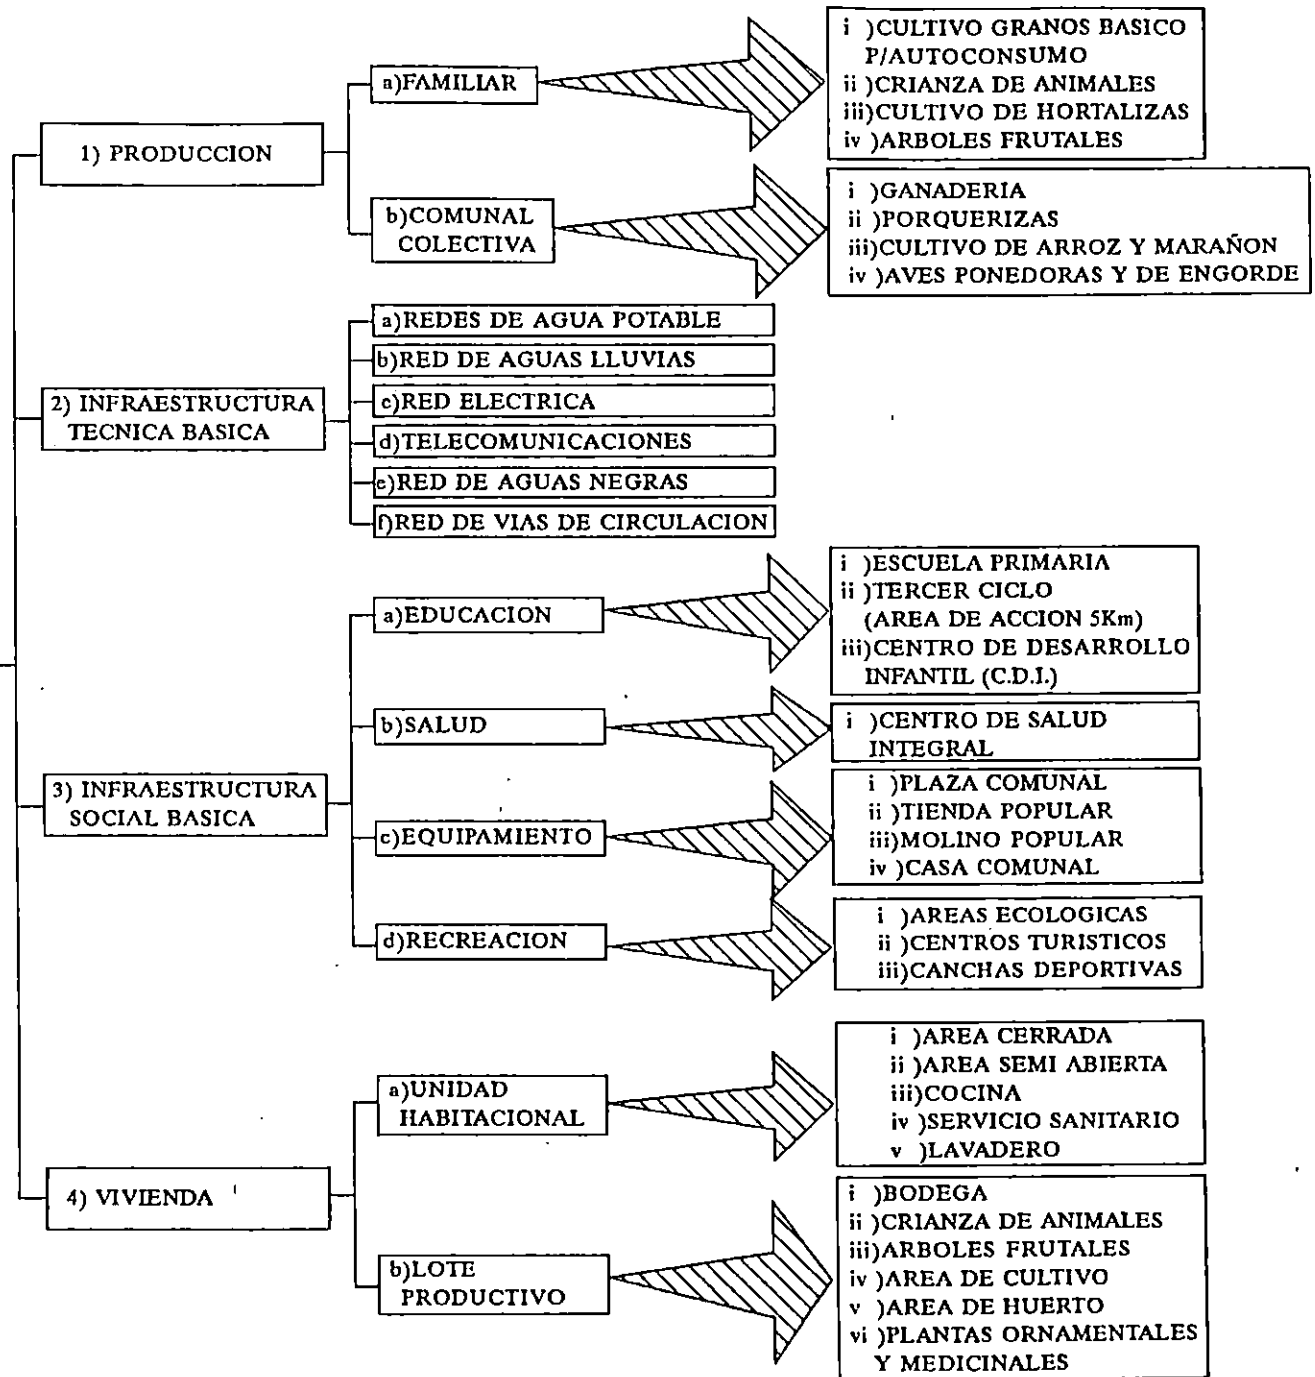 1) PRODUCCION
a)FAMILIAR
i )CULTIVO GRANOS BASICO
P/AUTOCONSUMO
ii )CRIANZA DE ANIMALES
iii)CULTIVO DE HORTALIZAS
iv )ARBOLES FRUTALES
b)COMUNAL
COLECTIVA
i )GANADERIA
ii )PORQUERIZAS
iii)CULTIVO DE ARROZ Y MARAÑON
iv )AVES PONEDORAS Y DE ENGORDE
2) INFRAESTRUCTURA
TECNICA BASICA
a)REDES DE AGUA POTABLE
b)RED DE AGUAS LLUVIAS
c)RED ELECTRICA
d)TELECOMUNICACIONES
e)RED DE AGUAS NEGRAS
f)RED DE VIAS DE CIRCULACION
3) INFRAESTRUCTURA
SOCIAL BASICA
a)EDUCACION
i )ESCUELA PRIMARIA
ii )TERCER CICLO
(AREA DE ACCION 5Km)
iii)CENTRO DE DESARROLLO
INFANTIL (C.D.I.)
b)SALUD
i )CENTRO DE SALUD
INTEGRAL
c)EQUIPAMIENTO
i )PLAZA COMUNAL
ii )TIENDA POPULAR
iii)MOLINO POPULAR
iv )CASA COMUNAL
d)RECREACION
i )AREAS ECOLOGICAS
ii )CENTROS TURISTICOS
iii)CANCHAS DEPORTIVAS
4) VIVIENDA
a)UNIDAD
HABITACIONAL
i )AREA CERRADA
ii )AREA SEMI ABIERTA
iii)COCINA
iv )SERVICIO SANITARIO
v )LAVADERO
b)LOTE
PRODUCTIVO
i )BODEGA
ii )CRIANZA DE ANIMALES
iii)ARBOLES FRUTALES
iv )AREA DE CULTIVO
v )AREA DE HUERTO
vi )PLANTAS ORNAMENTALES
Y MEDICINALES